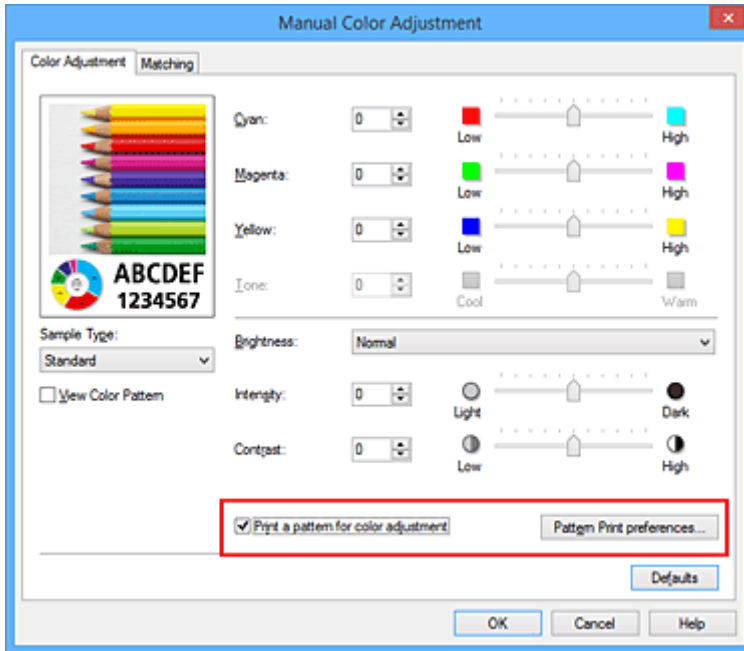 Manual Color Adjustment
Color Adjustment Matching
Cyan: 0
Low High
Magenta: 0
Low High
Yellow: 0
Low High
ABCDEF
1234567
Tone: 0
Cool Warm
Sample Type:
Standard
View Color Pattern
Brightness: Normal
Intensity: 0
Light Dark
Contrast: 0
Low High
Print a pattern for color adjustment Pattern Print preferences...
Defaults
OK Cancel Help